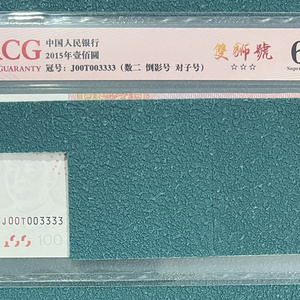 ACG
GUARANTY
中国人民银行
2015年壹佰圆
冠号: J00T003333 (数二 倒影号 对子号)
雙獅號
☆☆☆
6
Super
J00T003333
100